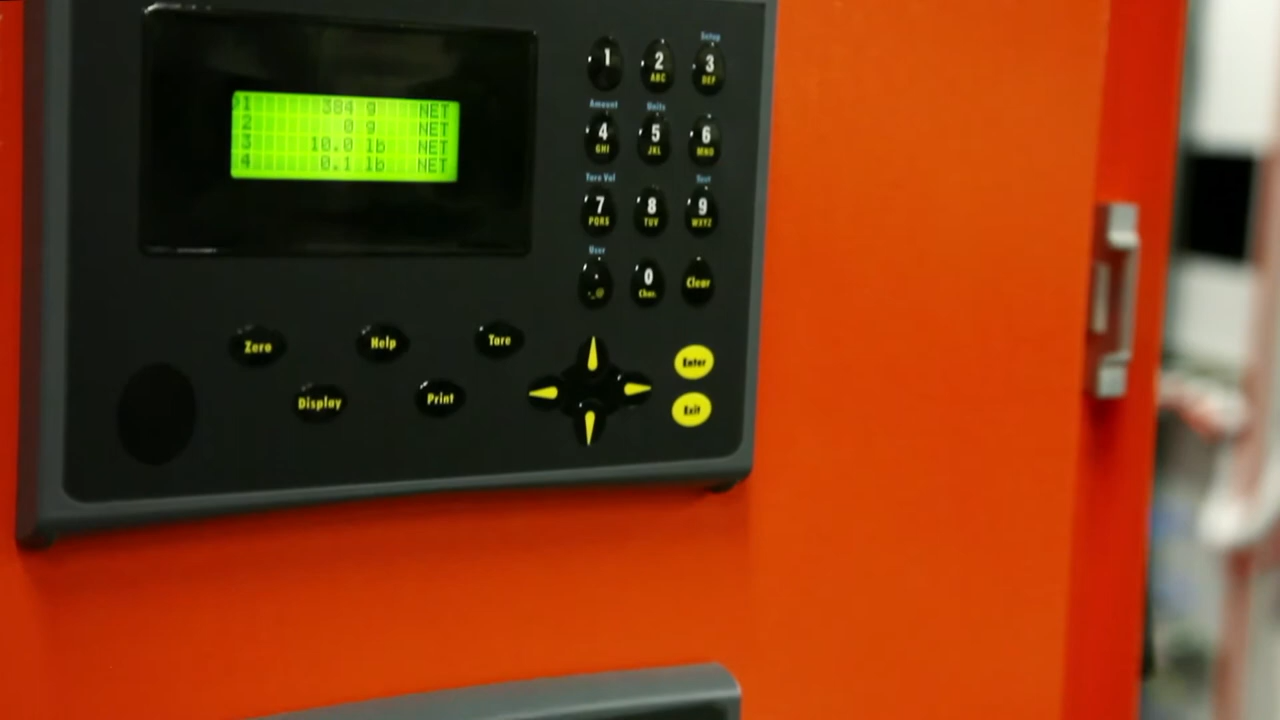 1 384 g NET
2 0 g NET
3 10.0 lb NET
4 0.1 lb NET
Setup
1 2 3
ABC DEF
Amount Units
4 5 6
GHI JKL MNO
Tare Val Test
7 8 9
PQRS TUV WXYZ
User
0 Clear
._@ Char.
Zero Help Tare
Enter
Display Print
Exit